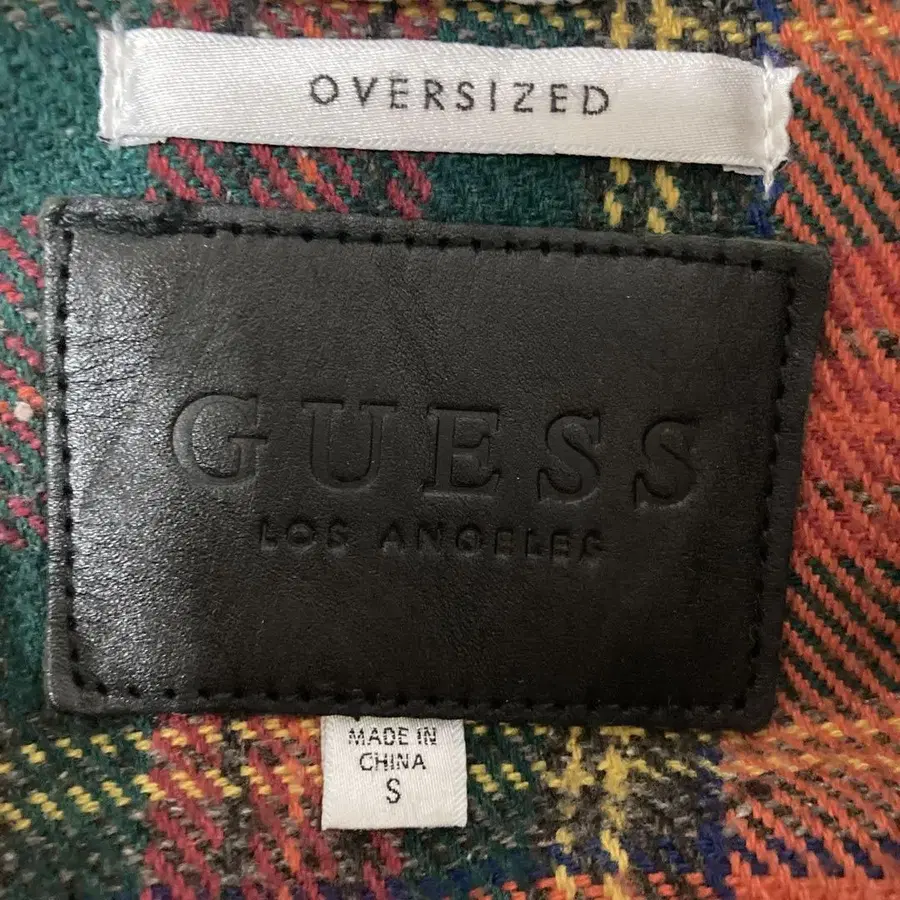 OVERSIZED
GUESS
LOS ANGELES
MADE IN
CHINA
S